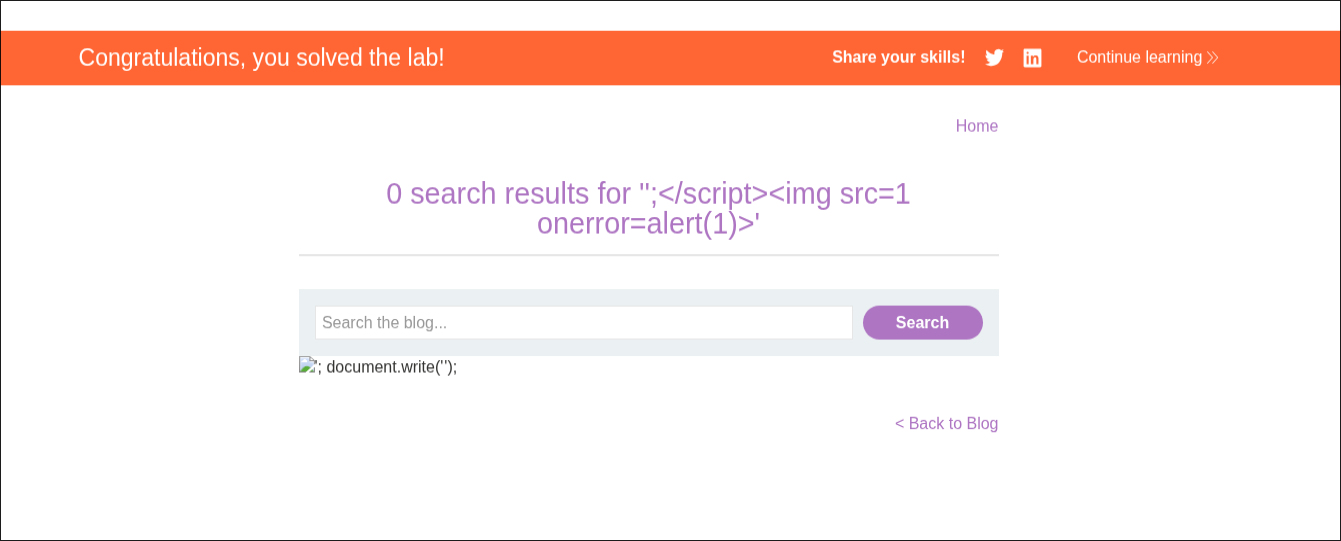 Congratulations, you solved the lab!
Share your skills!
Continue learning
Home
0 search results for '';</script><img src=1
onerror=alert(1)>'
Search the blog...
Search
'; document.write('');
< Back to Blog